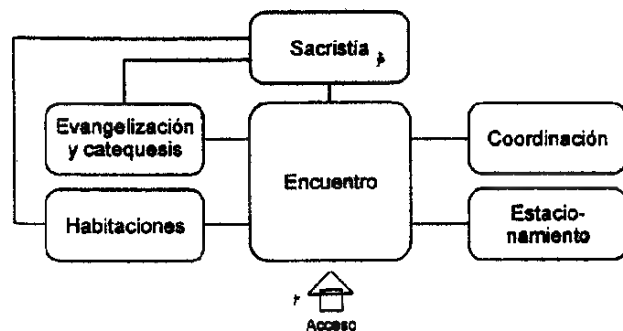 Sacristía
Evangelización
y catequesis
Encuentro
Coordinación
Habitaciones
Estacio-
namiento
Acceso